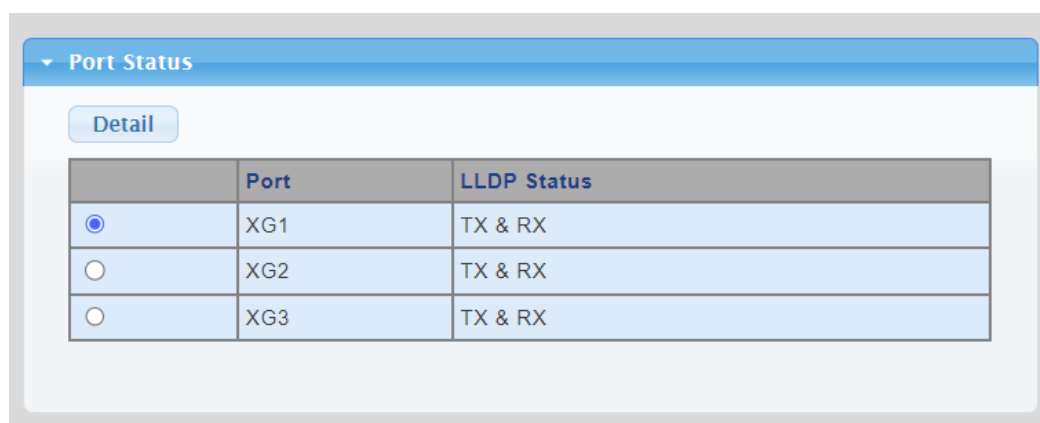 Port Status
Detail
Port LLDP Status
XG1 TX & RX
XG2 TX & RX
XG3 TX & RX